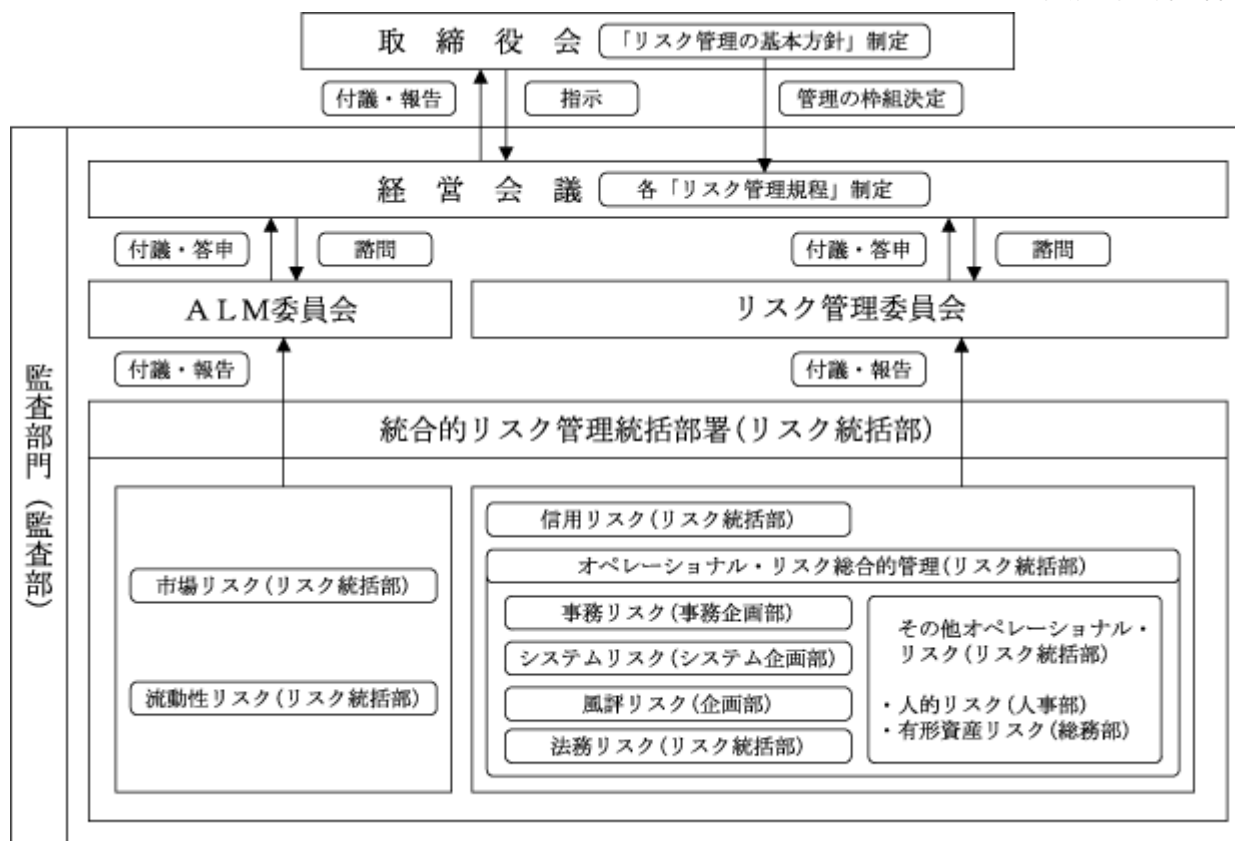 取締役会
「リスク管理の基本方針」制定
付議・報告
指示
管理の枠組決定
経営会議
各「リスク管理規程」制定
付議・答申
諮問
付議・答申
諮問
ALM委員会
リスク管理委員会
付議・報告
付議・報告
監査部門(監査部)
統合的リスク管理統括部署(リスク統括部)
市場リスク(リスク統括部)
流動性リスク(リスク統括部)
信用リスク(リスク統括部)
オペレーショナル・リスク総合的管理(リスク統括部)
事務リスク(事務企画部)
システムリスク(システム企画部)
風評リスク(企画部)
法務リスク(リスク統括部)
その他オペレーショナル・
リスク(リスク統括部)
・人的リスク(人事部)
・有形資産リスク(総務部)